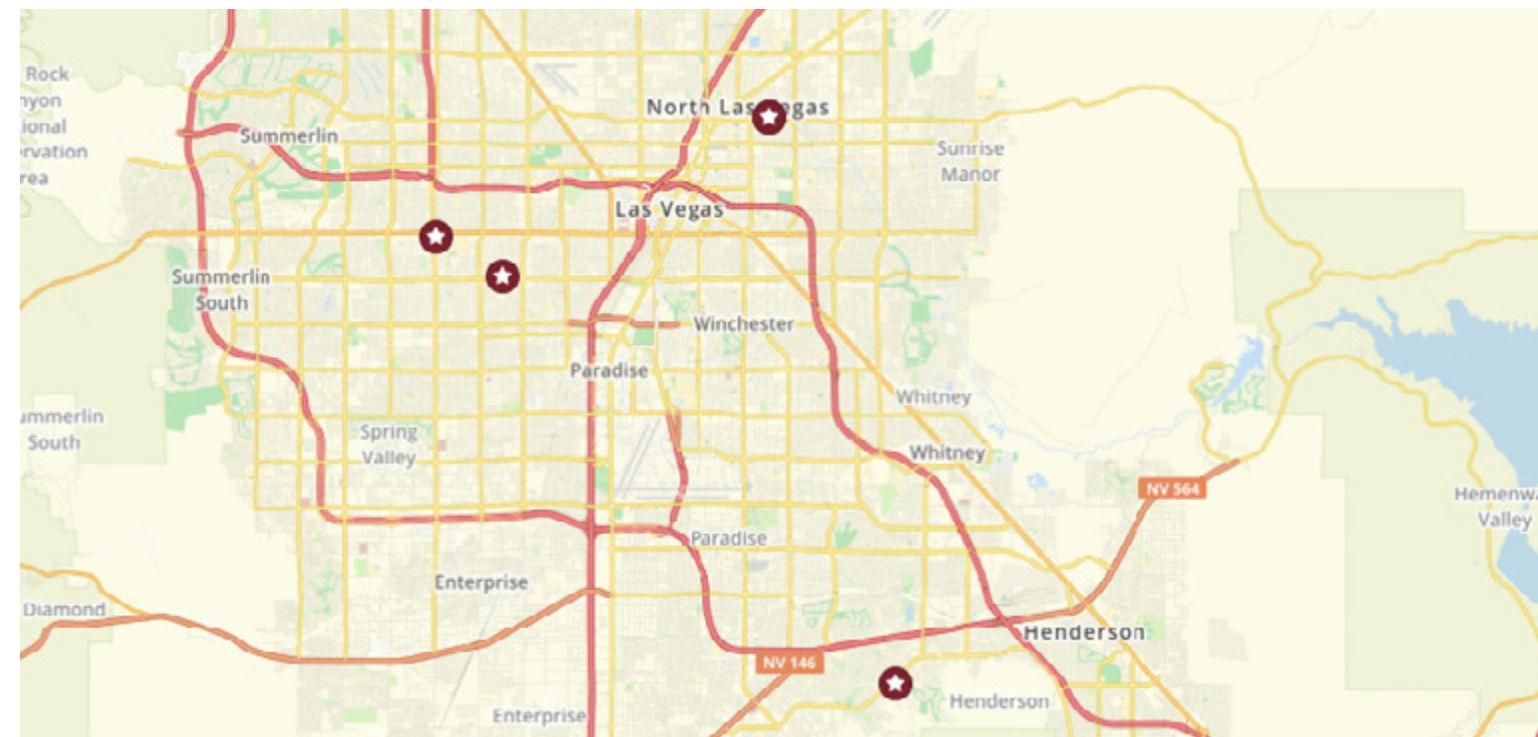 Rock
nyon
ional
ervation
rea
Summerlin
North Las Vegas
Sunrise
Manor
Las Vegas
Summerlin
South
Winchester
Paradise
Whitney
ummerlin
South
Spring
Valley
Whitney
NV 564
Hemenwa
Valley
Paradise
Enterprise
Diamond
Henderson
NV 146
Henderson
Enterprise